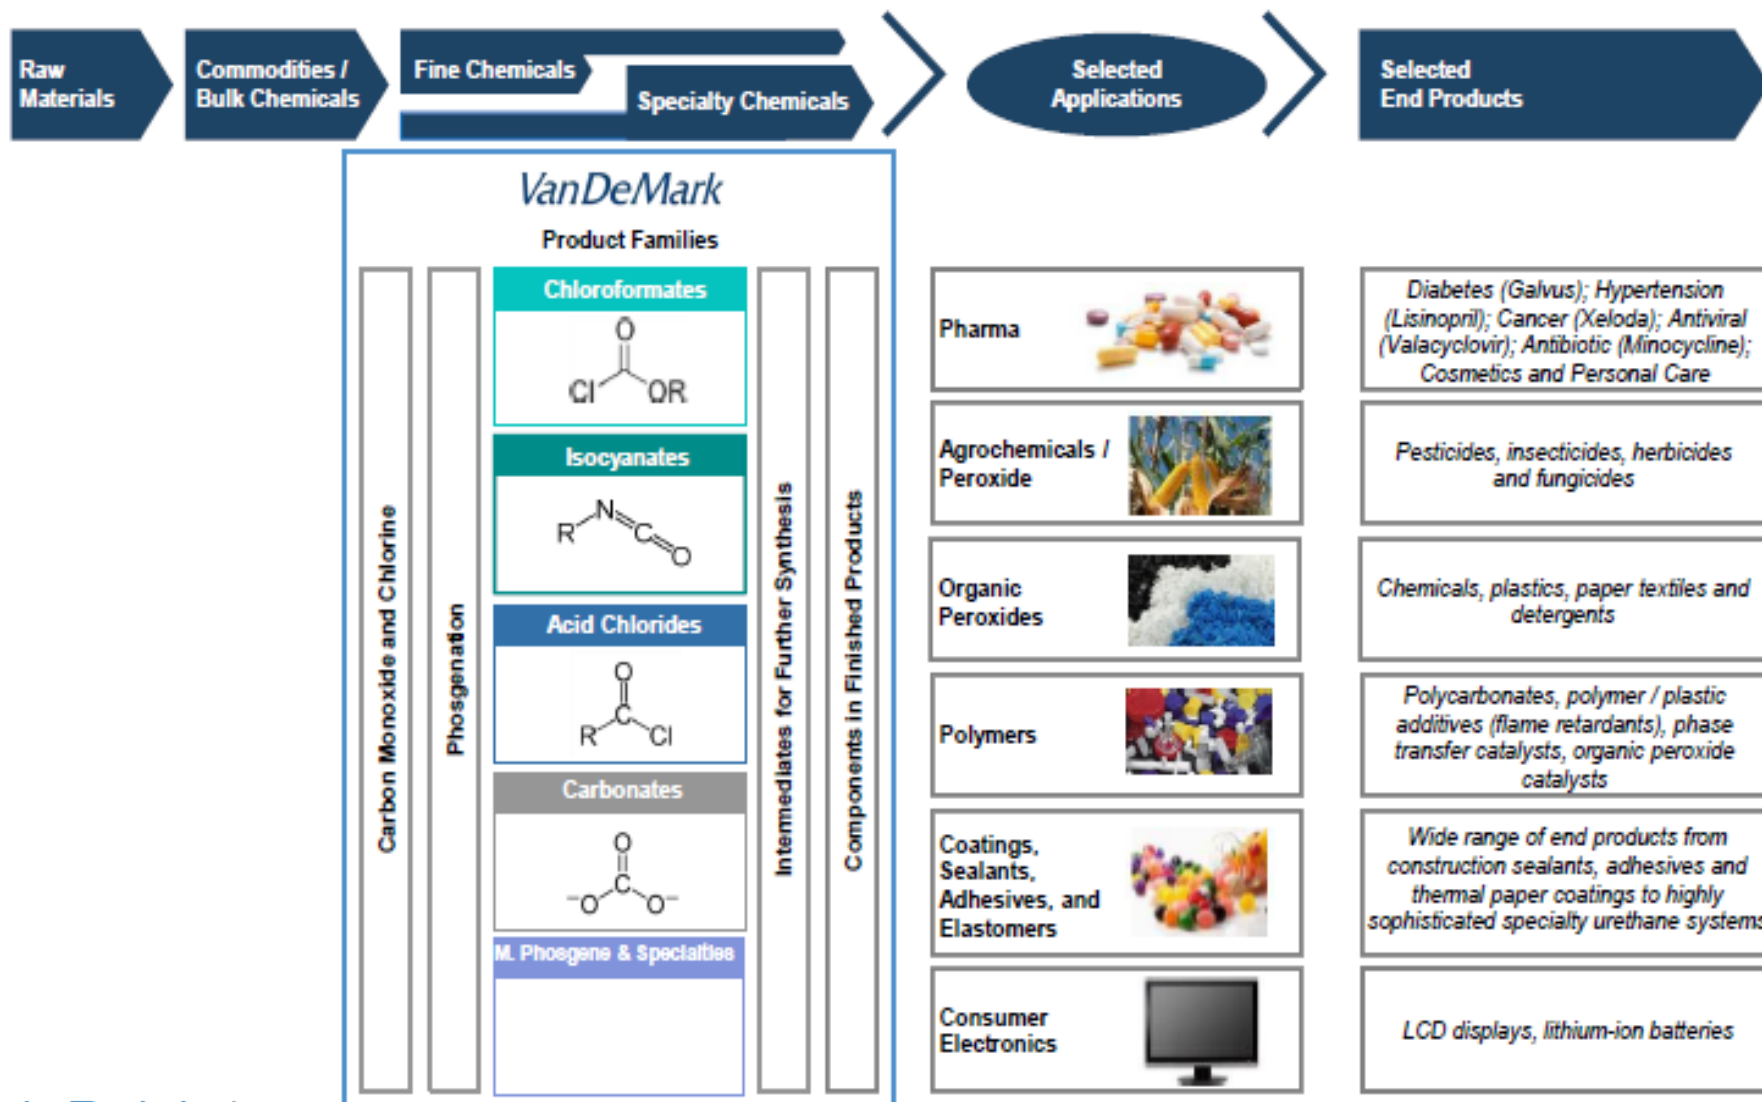 Raw
Materials
Commodities /
Bulk Chemicals
Fine Chemicals
Specialty Chemicals
Selected
Applications
Selected
End Products
VanDeMark
Product Families
Carbon Monoxide and Chlorine
Phosgenation
Chloroformates
O
Cl OR
Isocyanates
R N C O
Acid Chlorides
O
R C Cl
Carbonates
O
C
⁻O O⁻
M. Phosgene & Specialties
Intermediates for Further Synthesis
Components in Finished Products
Pharma
Diabetes (Galvus); Hypertension
(Lisinopril); Cancer (Xeloda); Antiviral
(Valacyclovir); Antibiotic (Minocycline);
Cosmetics and Personal Care
Agrochemicals /
Peroxide
Pesticides, insecticides, herbicides
and fungicides
Organic
Peroxides
Chemicals, plastics, paper textiles and
detergents
Polymers
Polycarbonates, polymer / plastic
additives (flame retardants), phase
transfer catalysts, organic peroxide
catalysts
Coatings,
Sealants,
Adhesives, and
Elastomers
Wide range of end products from
construction sealants, adhesives and
thermal paper coatings to highly
sophisticated specialty urethane systems
Consumer
Electronics
LCD displays, lithium-ion batteries